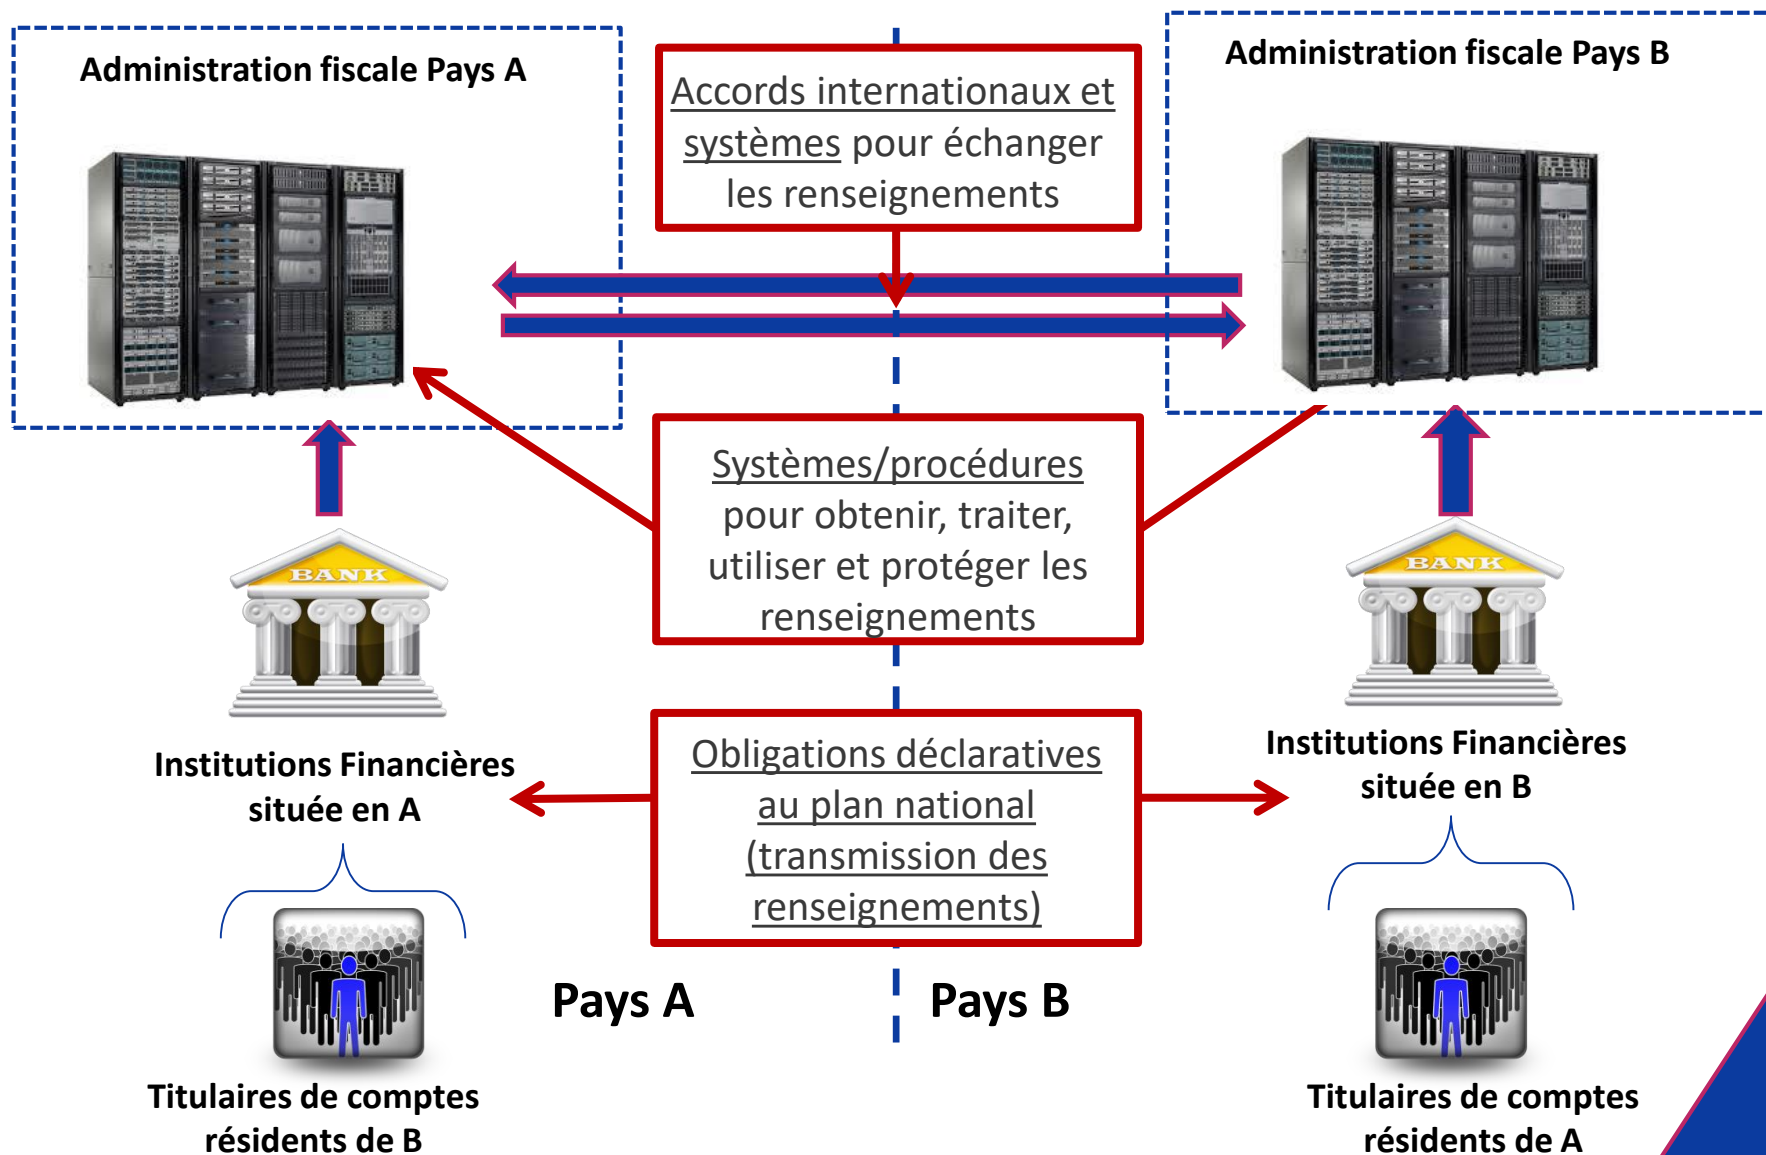 Administration fiscale Pays A
Accords internationaux et
systèmes pour échanger
les renseignements
Administration fiscale Pays B
Systèmes/procédures
pour obtenir, traiter,
utiliser et protéger les
renseignements
BANK
BANK
Institutions Financières
située en A
Obligations déclaratives
au plan national
(transmission des
renseignements)
Institutions Financières
située en B
Pays A
Pays B
Titulaires de comptes
résidents de B
Titulaires de comptes
résidents de A